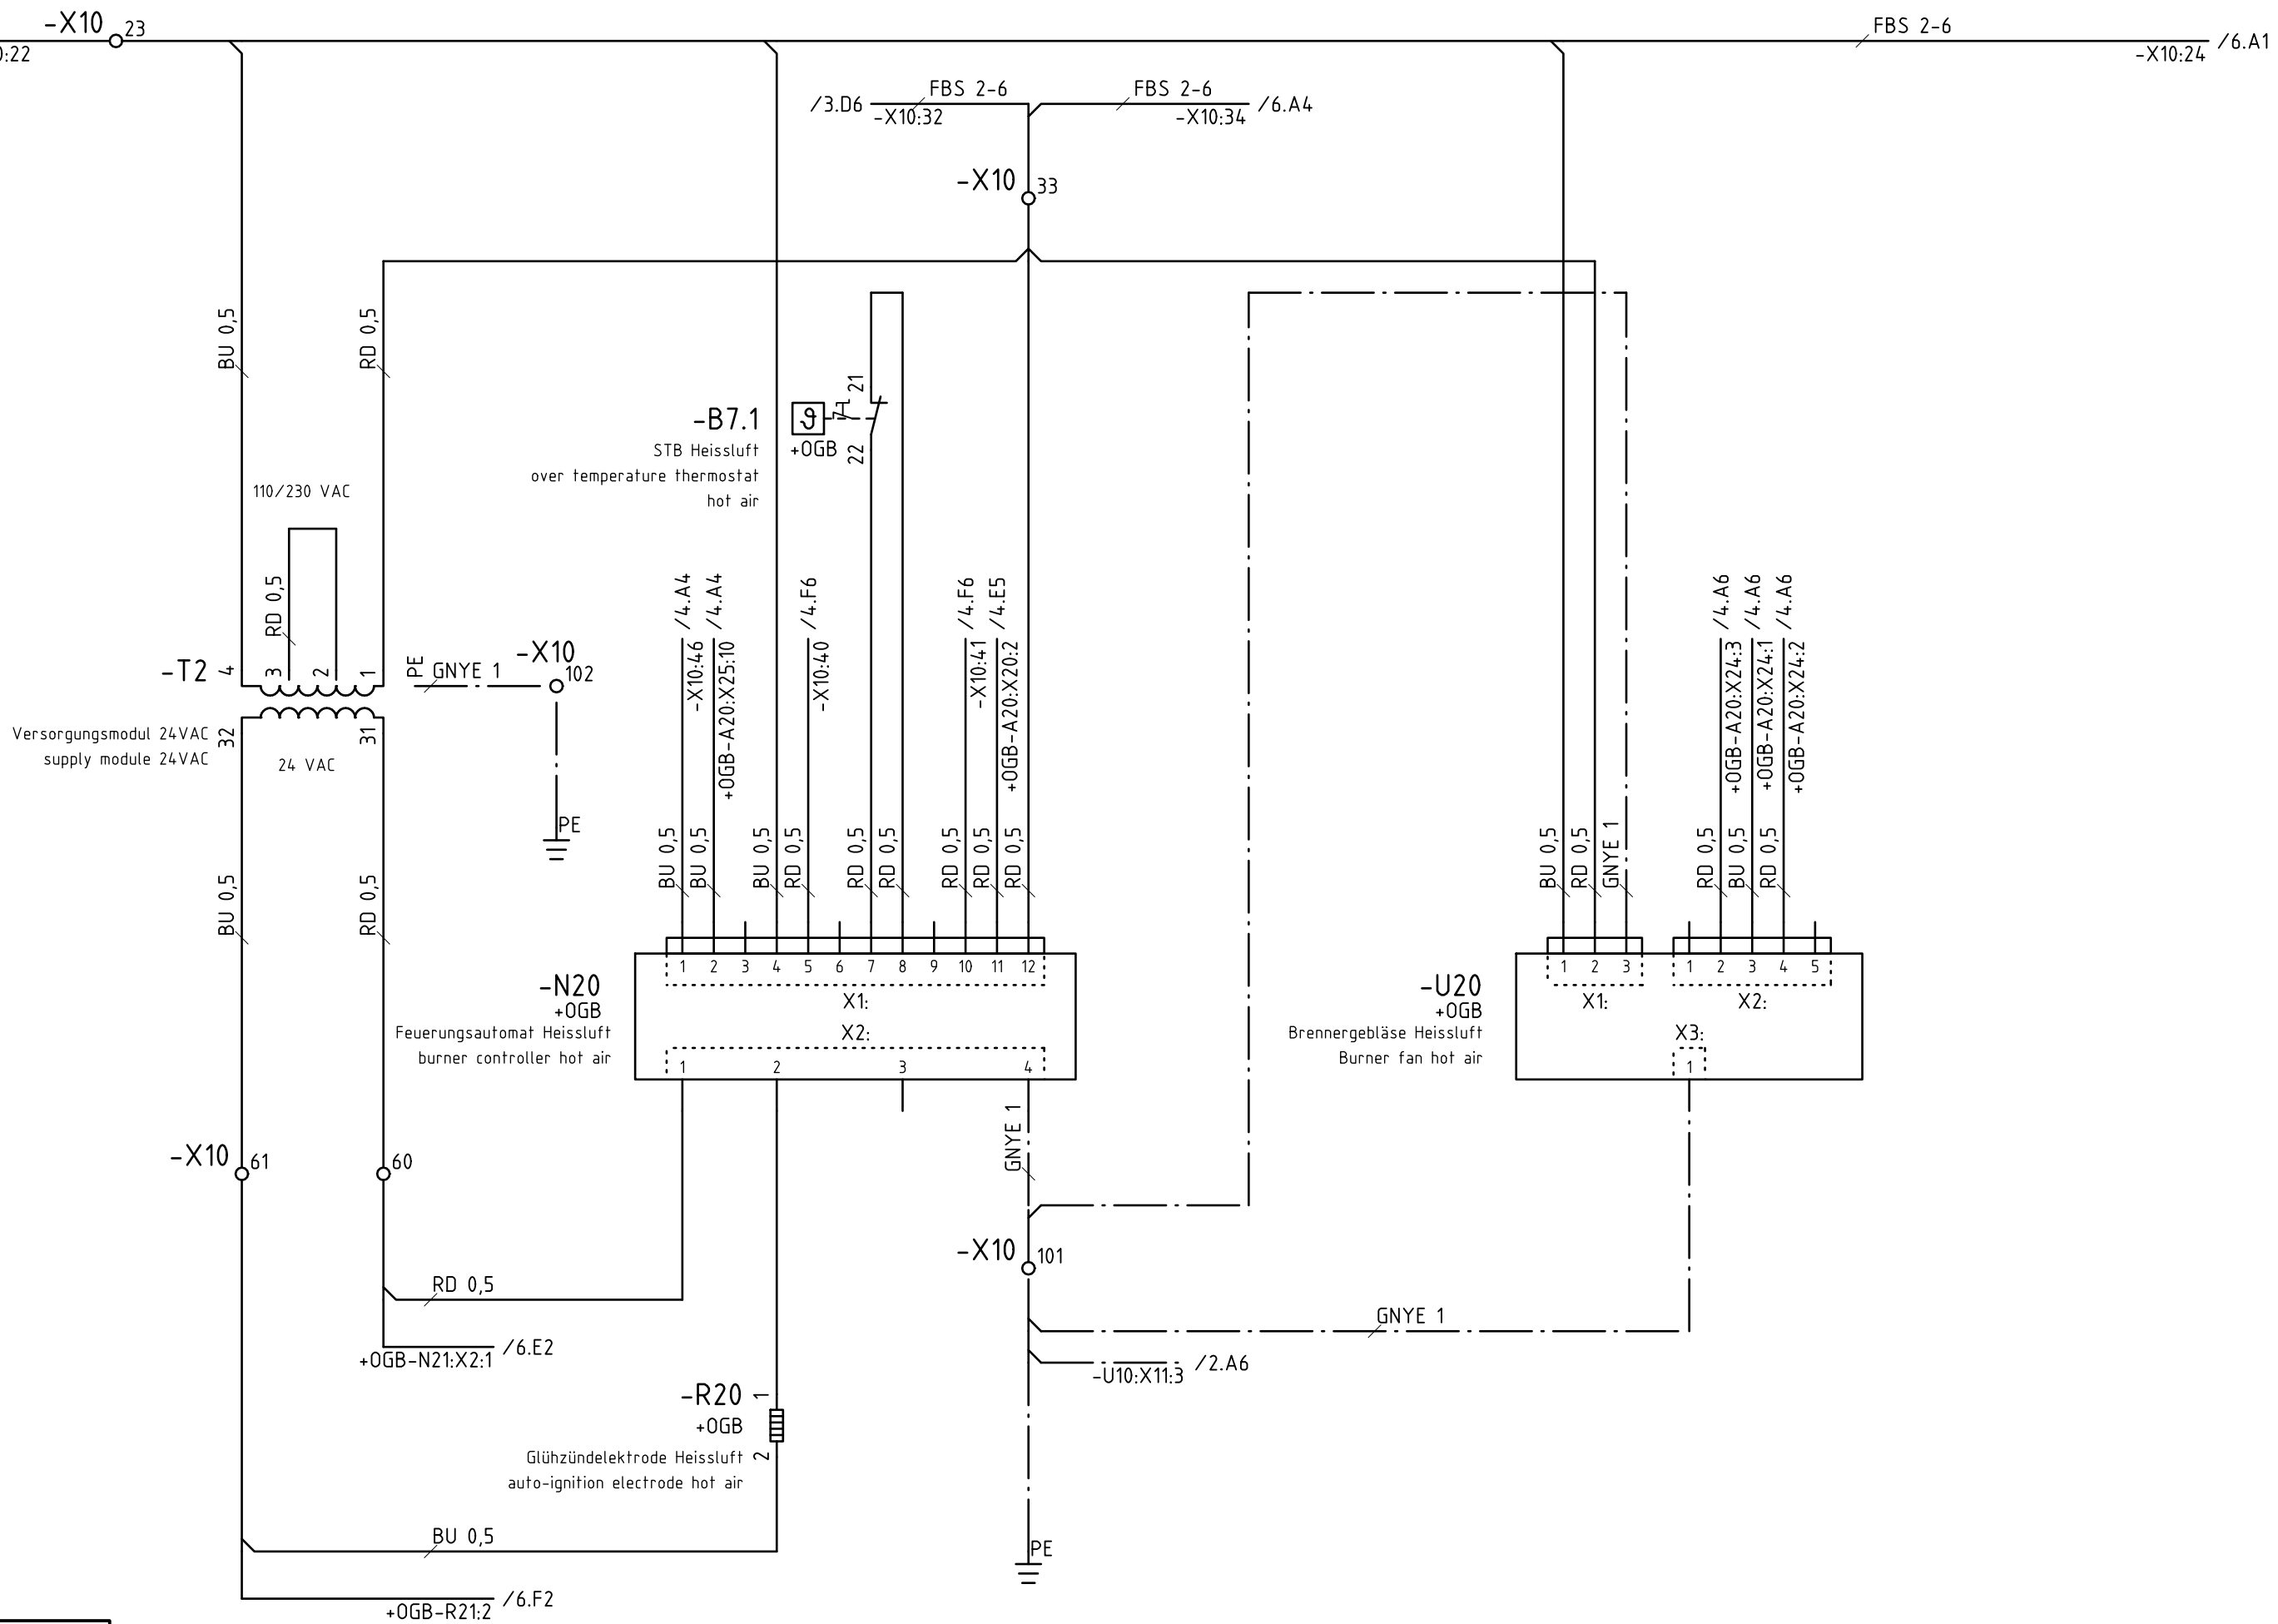 -X10 23
0:22
FBS 2-6
-X10:24 /6.A1
/3.D6 FBS 2-6
-X10:32
FBS 2-6 /6.A4
-X10:34
-X10 33
BU 0,5
RD 0,5
-B7.1
+0GB
21
22
STB Heissluft
over temperature thermostat
hot air
110/230 VAC
RD 0,5
-T2
4
3
2
1
PE
GNYE 1
-X10 102
PE
Versorgungsmodul 24VAC
supply module 24VAC
32
31
24 VAC
BU 0,5
RD 0,5
/4.A4
-X10:46
/4.A4
+0GB-A20:X25:10
/4.F6
-X10:40
/4.F6
-X10:41
/4.E5
+0GB-A20:X20:2
BU 0,5
BU 0,5
BU 0,5
RD 0,5
RD 0,5
RD 0,5
RD 0,5
RD 0,5
RD 0,5
/4.A6
+0GB-A20:X24:3
/4.A6
+0GB-A20:X24:1
/4.A6
+0GB-A20:X24:2
BU 0,5
RD 0,5
GNYE 1
RD 0,5
BU 0,5
RD 0,5
-N20
+0GB
Feuerungsautomat Heissluft
burner controller hot air
1 2 3 4 5 6 7 8 9 10 11 12
X1:
X2:
1 2 3 4
-U20
+0GB
Brennergebläse Heissluft
Burner fan hot air
1 2 3
X1:
1 2 3 4 5
X2:
X3:
1
-X10 61
60
GNYE 1
-X10 101
RD 0,5
GNYE 1
/6.E2
+0GB-N21:X2:1
/2.A6
-U10:X11:3
-R20
+0GB
1
2
Glühzündelektrode Heissluft
auto-ignition electrode hot air
BU 0,5
PE
/6.F2
+0GB-R21:2